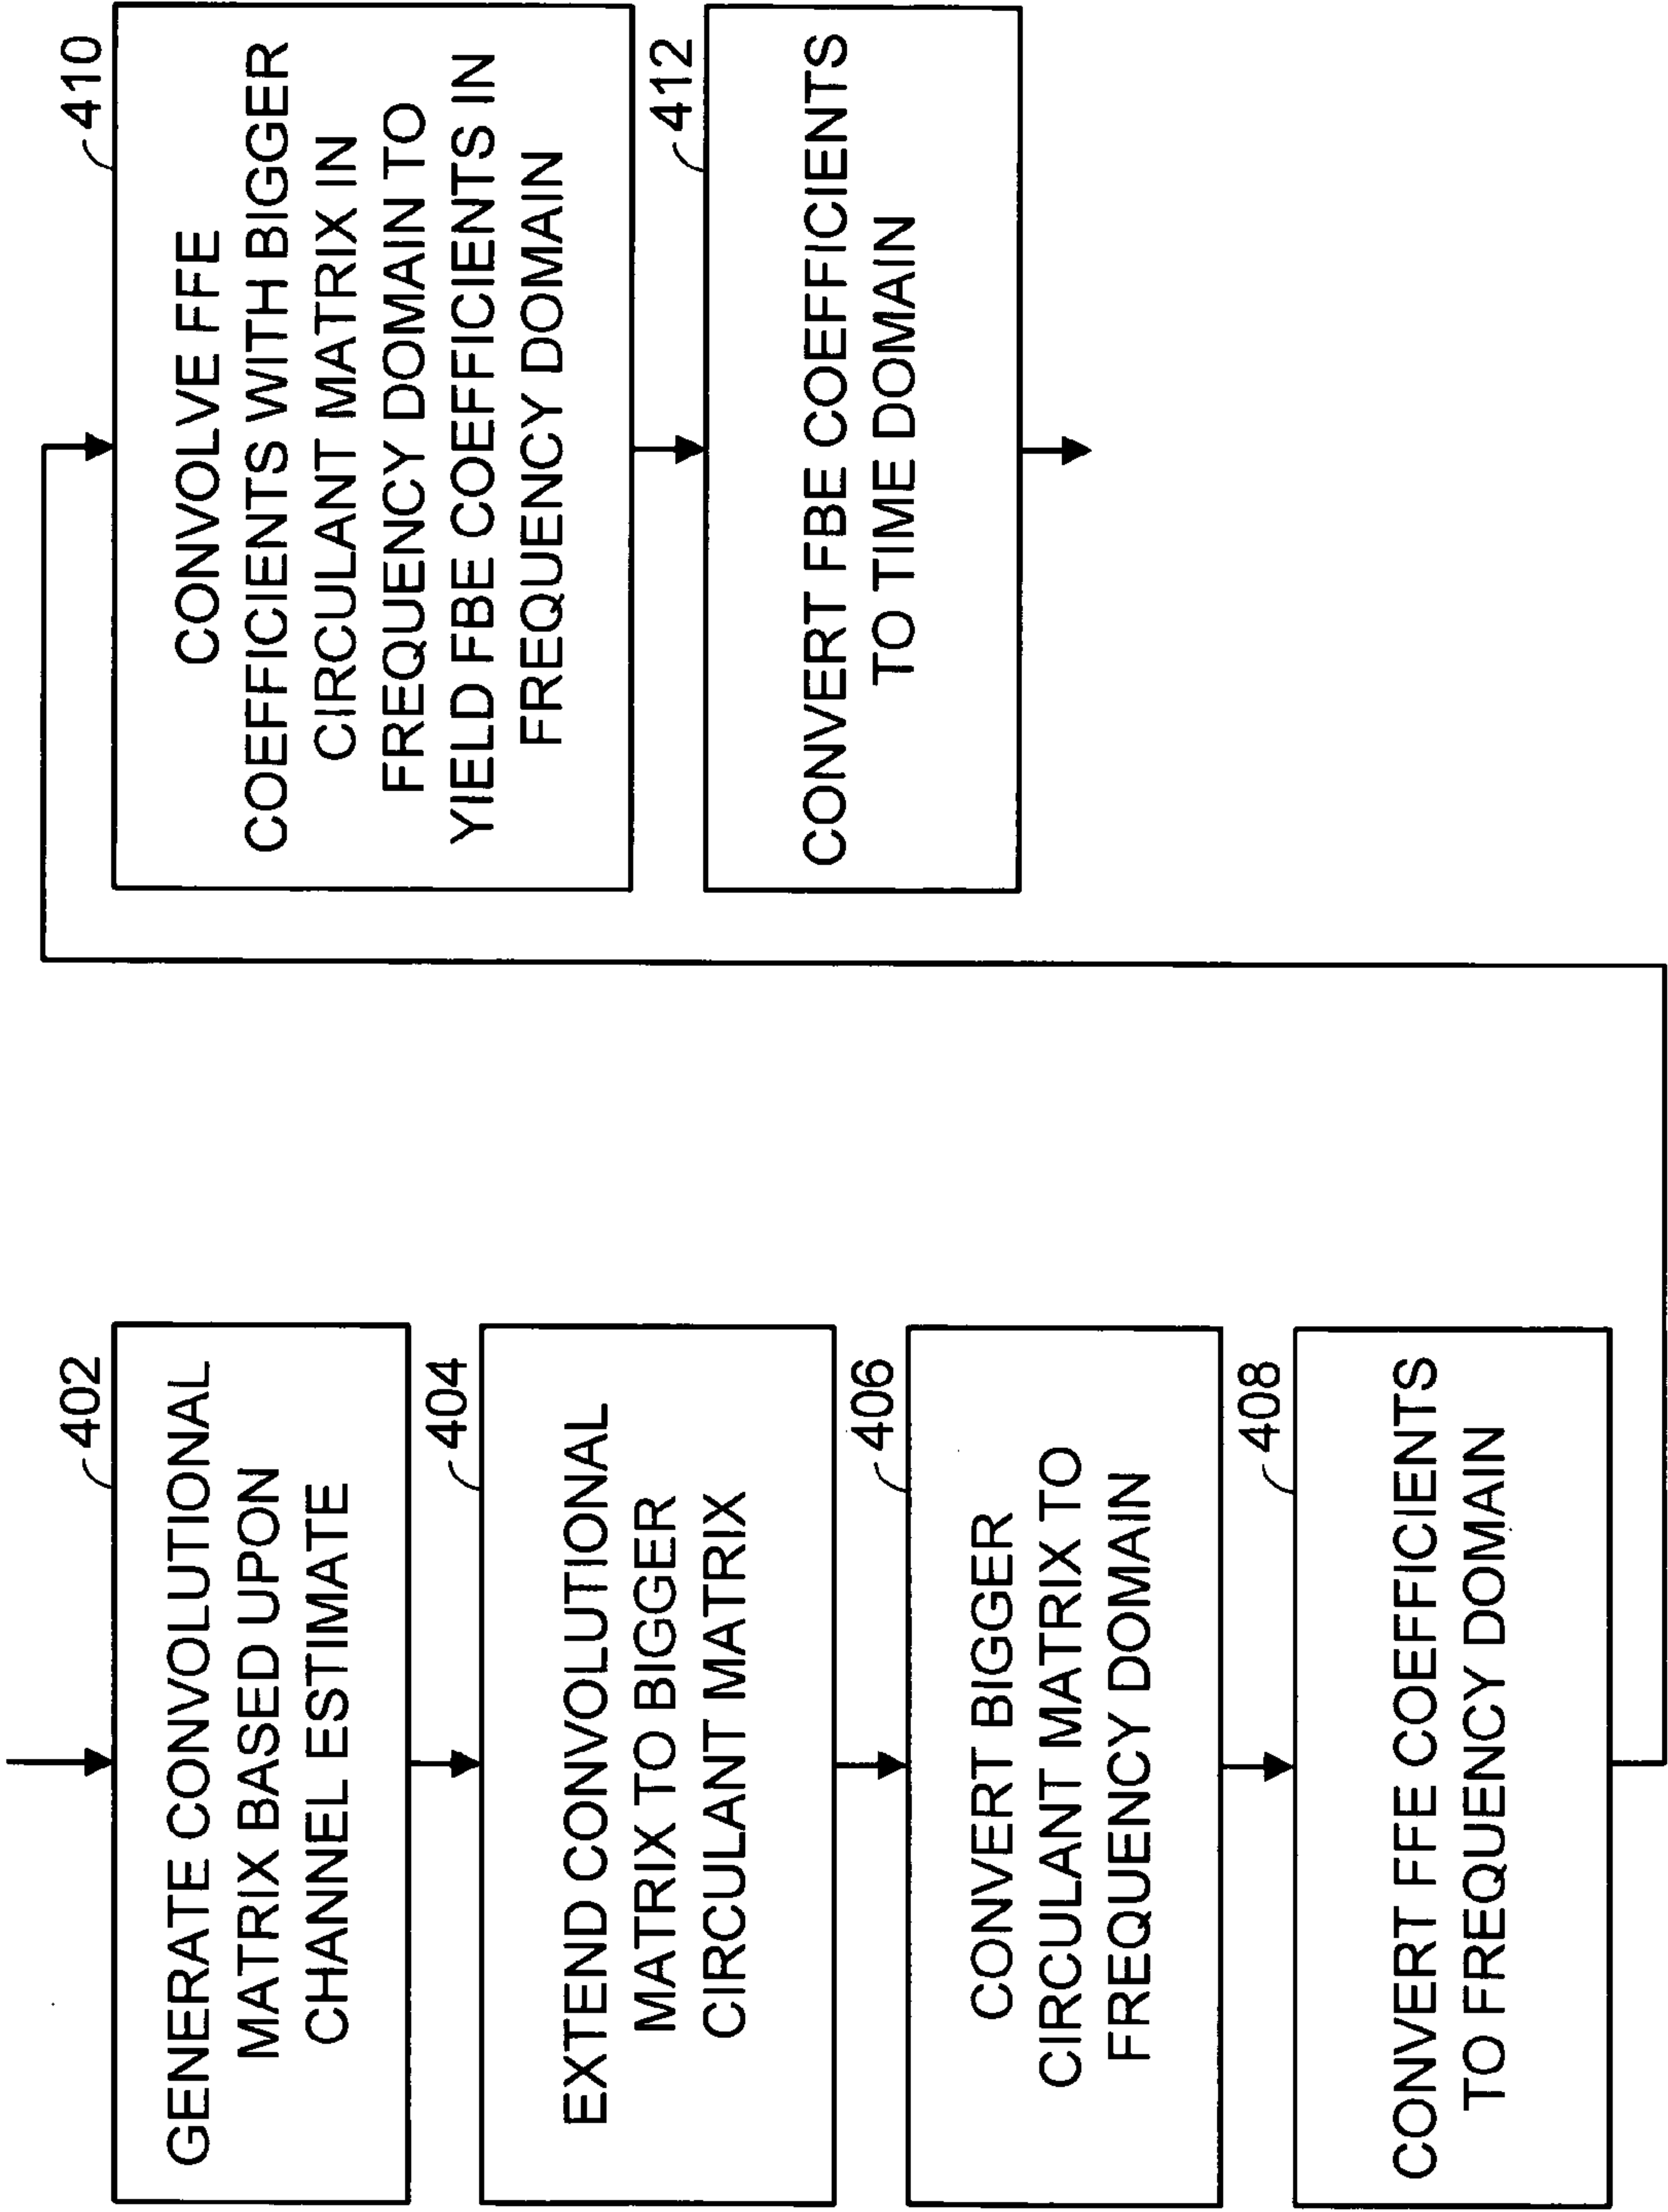 402
GENERATE CONVOLUTIONAL
MATRIX BASED UPON
CHANNEL ESTIMATE
404
EXTEND CONVOLUTIONAL
MATRIX TO BIGGER
CIRCULANT MATRIX
406
CONVERT BIGGER
CIRCULANT MATRIX TO
FREQUENCY DOMAIN
408
CONVERT FFE COEFFICIENTS
TO FREQUENCY DOMAIN
410
CONVOLVE FFE
COEFFICIENTS WITH BIGGER
CIRCULANT MATRIX IN
FREQUENCY DOMAIN TO
YIELD FBE COEFFICIENTS IN
FREQUENCY DOMAIN
412
CONVERT FBE COEFFICIENTS
TO TIME DOMAIN